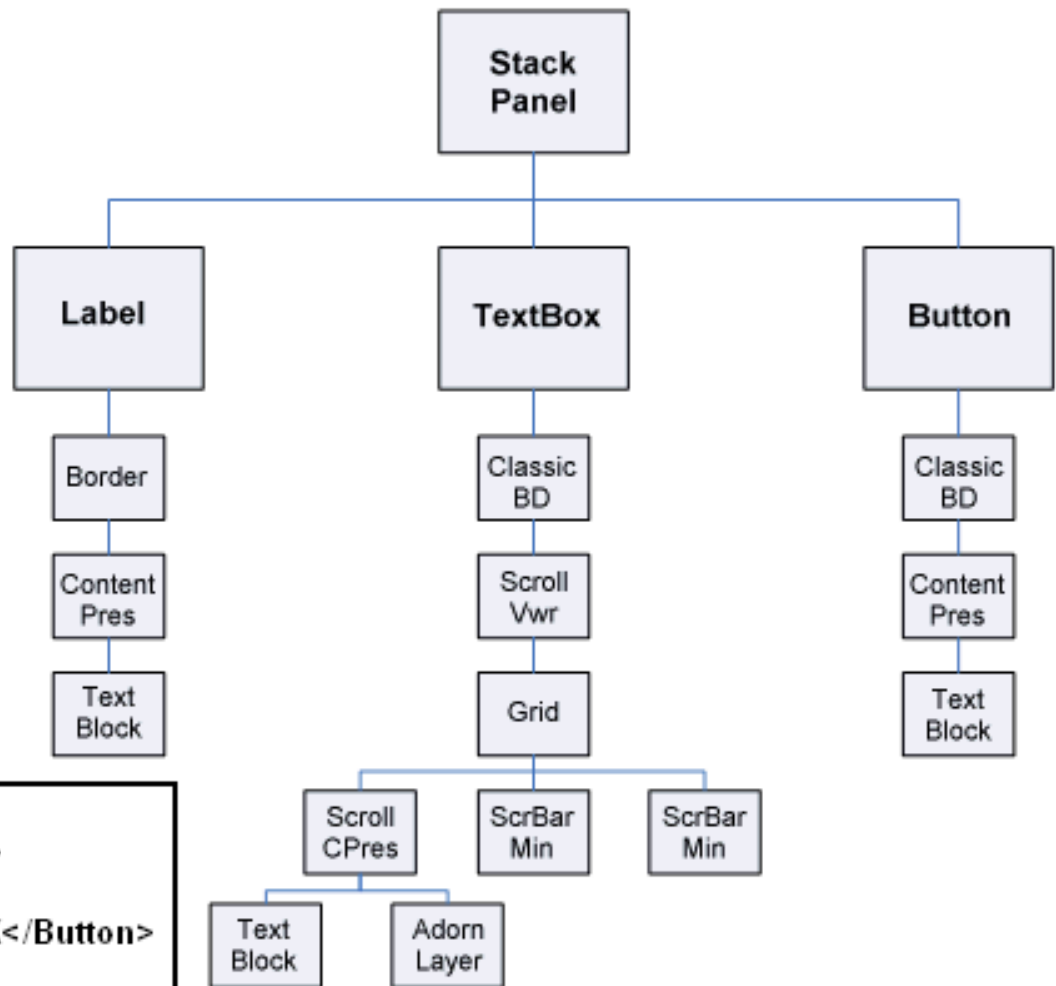 Stack
Panel
Label
TextBox
Button
Border
Classic
BD
Classic
BD
Content
Pres
Scroll
Vwr
Content
Pres
Text
Block
Grid
Text
Block
Scroll
CPres
ScrBar
Min
ScrBar
Min
</Button>
Text
Block
Adorn
Layer